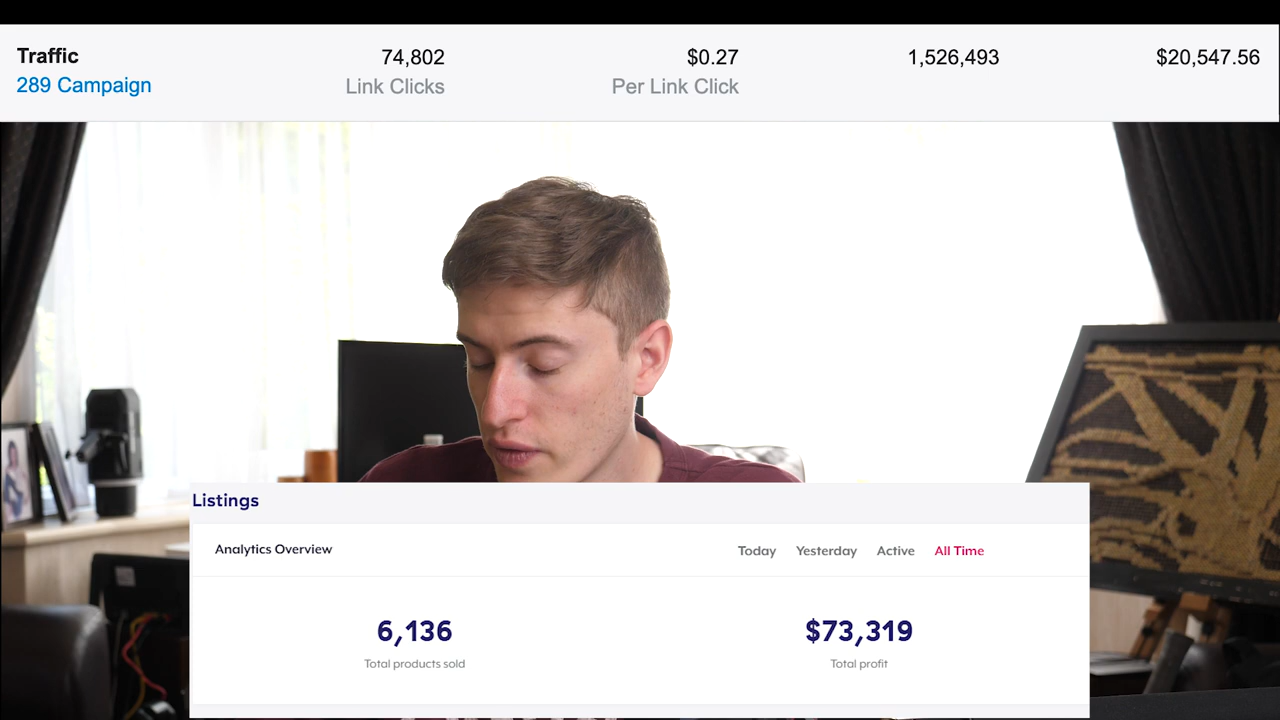 Traffic 74,802 $0.27 1,526,493 $20,547.56
289 Campaign Link Clicks Per Link Click
Listings
Analytics Overview Today Yesterday Active All Time
6,136 $73,319
Total products sold Total profit